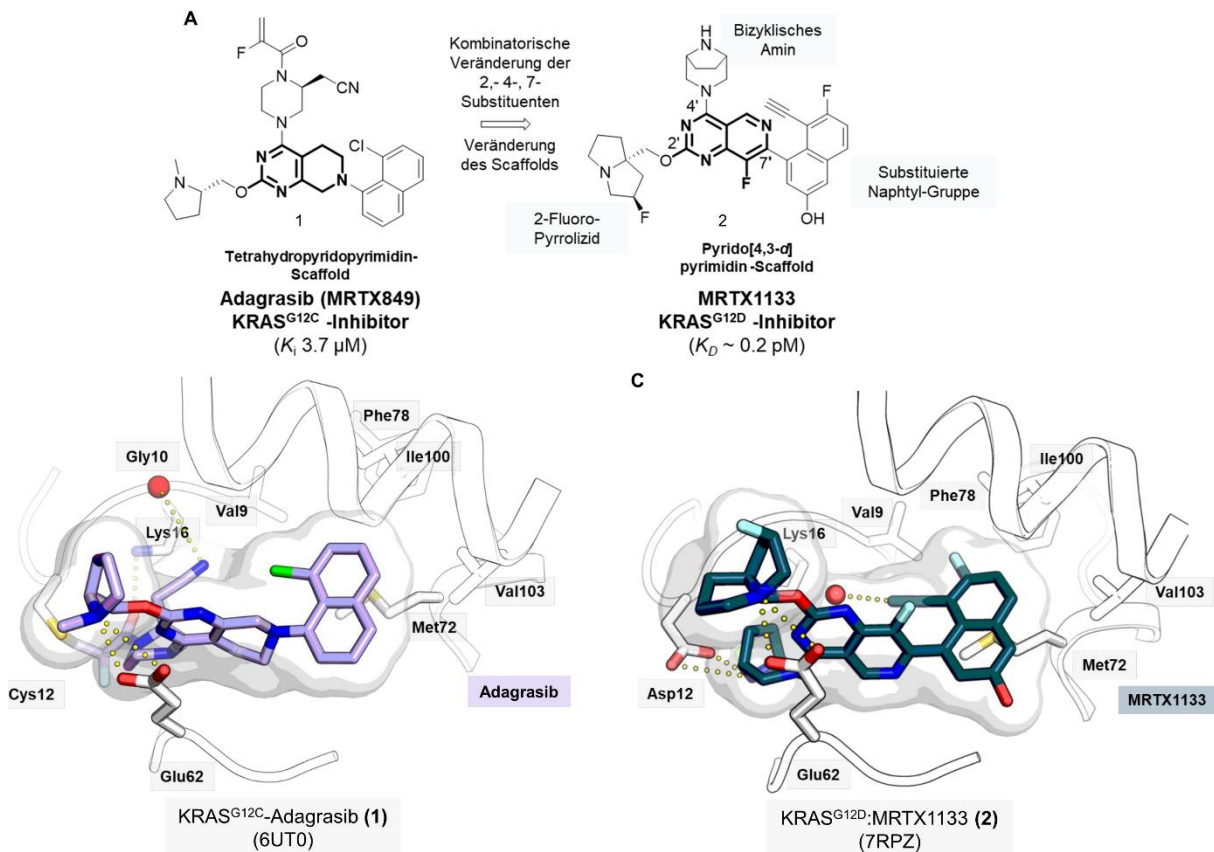 A
F
O
N
CN
N
Cl
N
N
N
N
O
1
Tetrahydropyridopyrimidin-
Scaffold
Adagrasib (MRTX849)
KRASG12C -Inhibitor
(Ki 3.7 µM)
Kombinatorische
Veränderung der
2,- 4-, 7-
Substituenten
Veränderung
des Scaffolds
H
N
Bizyklisches
Amin
N
4'
F
2'
N
N
N
7'
O
N
F
F
OH
2-Fluoro-
Pyrrolizid
2
Substituierte
Naphtyl-Gruppe
Pyrido[4,3-d]
pyrimidin -Scaffold
MRTX1133
KRASG12D -Inhibitor
(KD ~ 0.2 pM)
Phe78
Ile100
Gly10
Val9
Lys16
Val103
Met72
Cys12
Adagrasib
Glu62
KRASG12C-Adagrasib (1)
(6UT0)
C
Ile100
Phe78
Val9
Lys16
Val103
Met72
Asp12
MRTX1133
Glu62
KRASG12D:MRTX1133 (2)
(7RPZ)